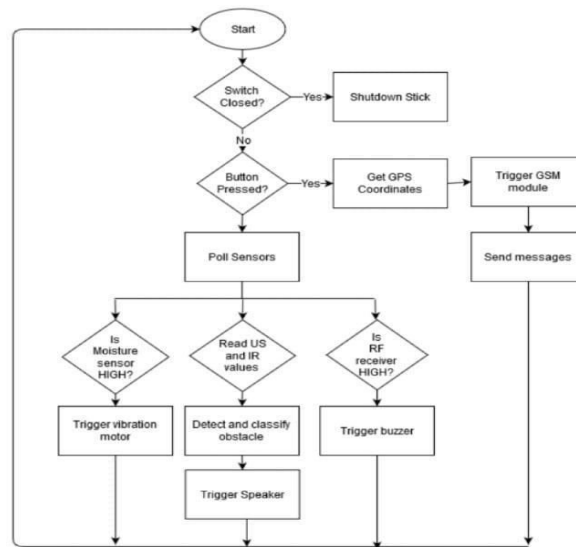 Start
Switch
Closed?
Yes
Shutdown Stick
No
Button
Pressed?
Yes
Get GPS
Coordinates
Trigger GSM
module
Poll Sensors
Send messages
Is
Moisture
sensor
HIGH?
Read US
and IR
values
Is
RF
receiver
HIGH?
Trigger vibration
motor
Detect and classify
obstacle
Trigger buzzer
Trigger Speaker